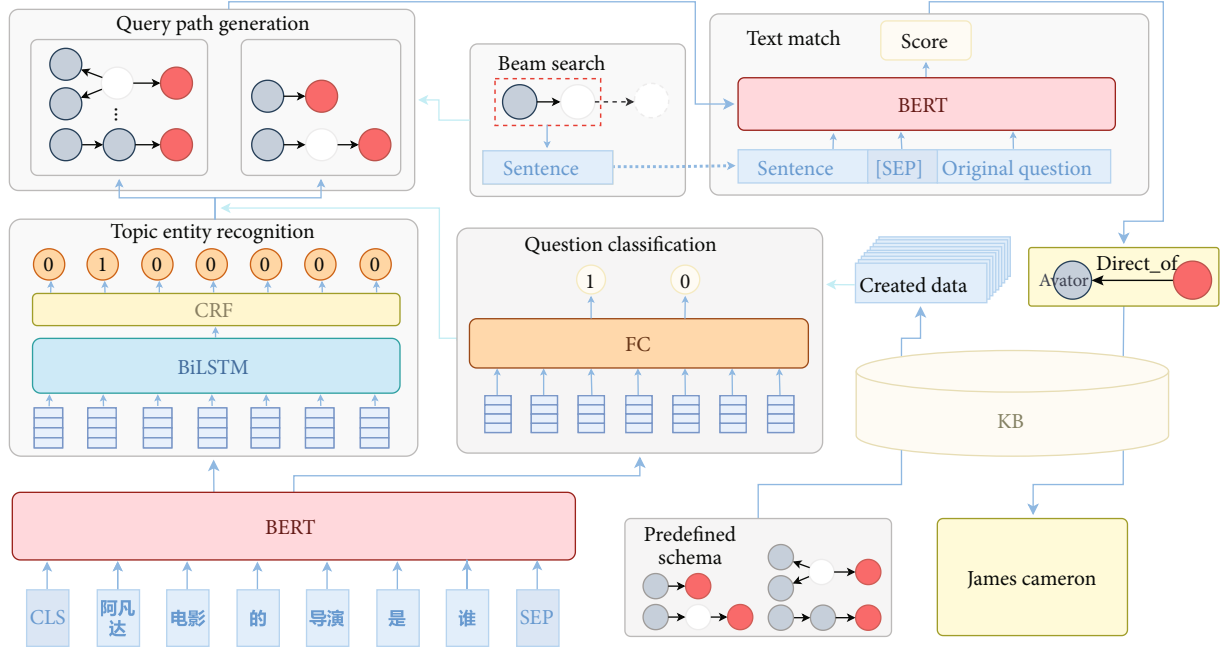 Query path generation
⋮
Beam search
Sentence
Text match
Score
BERT
Sentence
[SEP]
Original question
Topic entity recognition
0
1
0
0
0
0
0
CRF
BiLSTM
Question classification
1
0
FC
Created data
Avator
Direct_of
KB
BERT
CLS
阿凡
达
电影
的
导演
是
谁
SEP
Predefined
schema
James cameron